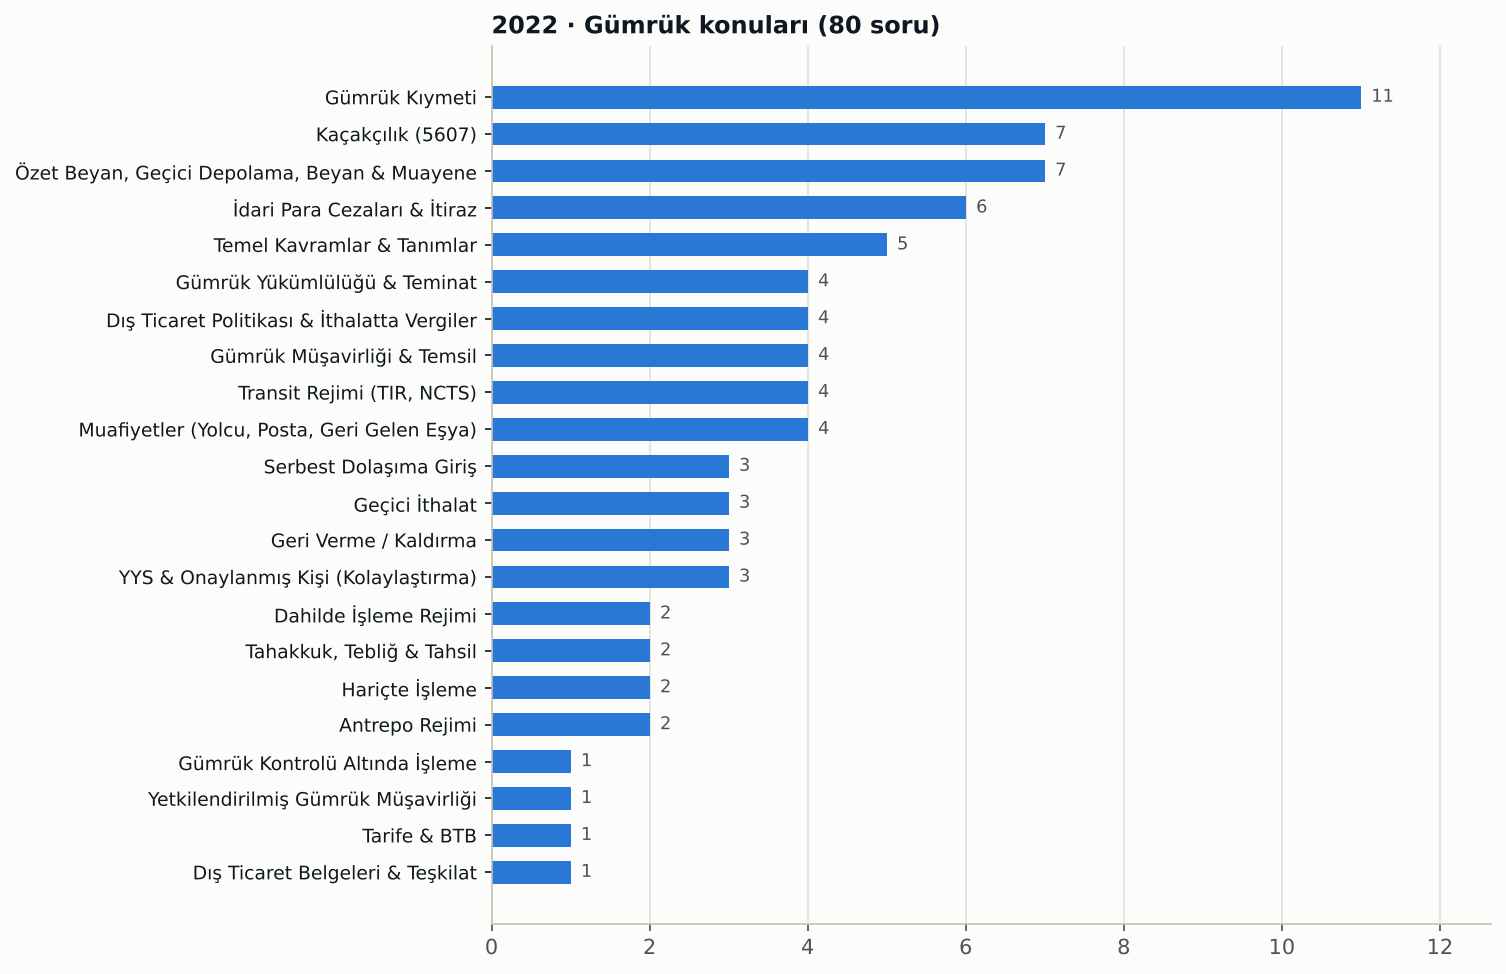 2022 · Gümrük konuları (80 soru)
Gümrük Kıymeti 11
Kaçakçılık (5607) 7
Özet Beyan, Geçici Depolama, Beyan & Muayene 7
İdari Para Cezaları & İtiraz 6
Temel Kavramlar & Tanımlar 5
Gümrük Yükümlülüğü & Teminat 4
Dış Ticaret Politikası & İthalatta Vergiler 4
Gümrük Müşavirliği & Temsil 4
Transit Rejimi (TIR, NCTS) 4
Muafiyetler (Yolcu, Posta, Geri Gelen Eşya) 4
Serbest Dolaşıma Giriş 3
Geçici İthalat 3
Geri Verme / Kaldırma 3
YYS & Onaylanmış Kişi (Kolaylaştırma) 3
Dahilde İşleme Rejimi 2
Tahakkuk, Tebliğ & Tahsil 2
Hariçte İşleme 2
Antrepo Rejimi 2
Gümrük Kontrolü Altında İşleme 1
Yetkilendirilmiş Gümrük Müşavirliği 1
Tarife & BTB 1
Dış Ticaret Belgeleri & Teşkilat 1
0 2 4 6 8 10 12